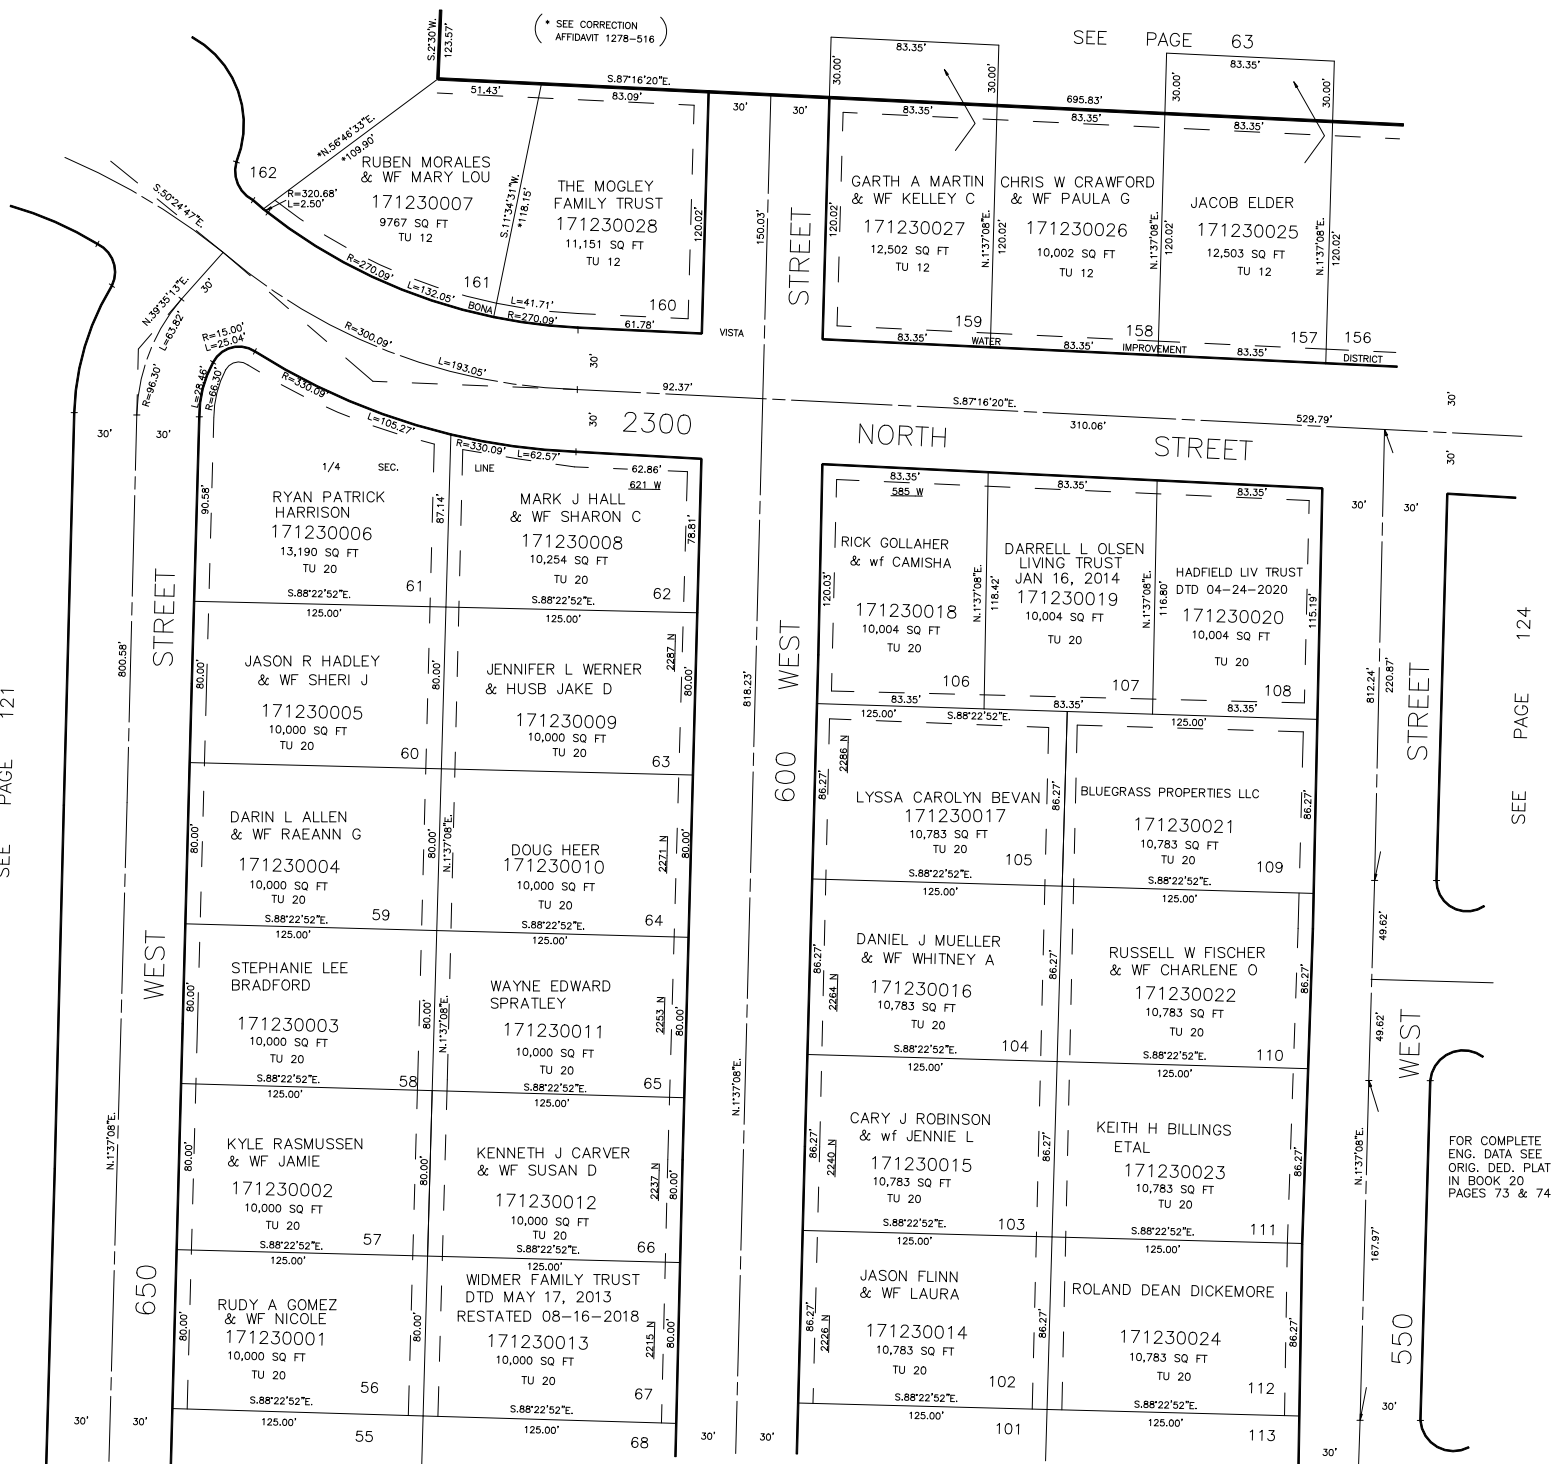 * SEE CORRECTION
AFFIDAVIT 1278-516
SEE PAGE 63
S.2°30'W.
123.57'
S.87°16'20"E.
51.43'
83.09'
30'
30'
83.35'
30.00'
30.00'
83.35'
30.00'
30.00'
695.83'
83.35'
83.35'
83.35'
*N.56°46'33"E.
*109.90'
162
R=320.68'
L=2.50'
RUBEN MORALES
& WF MARY LOU
171230007
9767 SQ FT
TU 12
161
S.11°34'31"W.
*118.15'
THE MOGLEY
FAMILY TRUST
171230028
11,151 SQ FT
TU 12
160
120.02'
150.03'
STREET
120.02'
GARTH A MARTIN
& WF KELLEY C
171230027
12,502 SQ FT
TU 12
159
N.1°37'08"E.
120.02'
CHRIS W CRAWFORD
& WF PAULA G
171230026
10,002 SQ FT
TU 12
158
N.1°37'08"E.
120.02'
JACOB ELDER
171230025
12,503 SQ FT
TU 12
157
N.1°37'08"E.
120.02'
156
S.50°24'47"E.
R=270.09'
L=132.05'
BONA
L=41.71'
R=270.09'
61.78'
VISTA
83.35'
WATER
83.35'
IMPROVEMENT
83.35'
DISTRICT
N.39°35'13"E.
L=63.82'
30'
R=15.00'
L=25.04'
R=300.09'
L=193.05'
30'
92.37'
S.87°16'20"E.
310.06'
529.79'
30'
R=96.30'
L=28.46'
R=66.30'
R=330.09'
L=105.27'
30'
2300
NORTH
STREET
30'
30'
30'
R=330.09'
L=62.57'
1/4 SEC.
LINE
62.86'
621 W
90.58'
RYAN PATRICK
HARRISON
171230006
13,190 SQ FT
TU 20
61
S.88°22'52"E.
125.00'
87.14'
MARK J HALL
& WF SHARON C
171230008
10,254 SQ FT
TU 20
62
S.88°22'52"E.
125.00'
78.81'
83.35'
585 W
83.35'
83.35'
30'
30'
RICK GOLLAHER
& wf CAMISHA
171230018
10,004 SQ FT
TU 20
106
120.03'
83.35'
N.1°37'08"E.
118.42'
DARRELL L OLSEN
LIVING TRUST
JAN 16, 2014
171230019
10,004 SQ FT
TU 20
107
83.35'
N.1°37'08"E.
116.80'
HADFIELD LIV TRUST
DTD 04-24-2020
171230020
10,004 SQ FT
TU 20
108
83.35'
115.19'
STREET
800.58'
SEE PAGE 121
80.00'
JASON R HADLEY
& WF SHERI J
171230005
10,000 SQ FT
TU 20
60
80.00'
JENNIFER L WERNER
& HUSB JAKE D
171230009
10,000 SQ FT
TU 20
63
2287 N
80.00'
818.23'
WEST
600
125.00'
S.88°22'52"E.
125.00'
2286 N
86.27'
LYSSA CAROLYN BEVAN
171230017
10,783 SQ FT
TU 20
105
S.88°22'52"E.
125.00'
86.27'
BLUEGRASS PROPERTIES LLC
171230021
10,783 SQ FT
TU 20
109
S.88°22'52"E.
125.00'
86.27'
812.24'
220.87'
STREET
SEE PAGE 124
80.00'
DARIN L ALLEN
& WF RAEANN G
171230004
10,000 SQ FT
TU 20
59
S.88°22'52"E.
125.00'
80.00'
N.1°37'08"E.
DOUG HEER
171230010
10,000 SQ FT
TU 20
64
S.88°22'52"E.
125.00'
2271 N
80.00'
WEST
80.00'
STEPHANIE LEE
BRADFORD
171230003
10,000 SQ FT
TU 20
58
S.88°22'52"E.
125.00'
80.00'
N.1°37'08"E.
WAYNE EDWARD
SPRATLEY
171230011
10,000 SQ FT
TU 20
65
S.88°22'52"E.
125.00'
2253 N
80.00'
86.27'
2264 N
DANIEL J MUELLER
& WF WHITNEY A
171230016
10,783 SQ FT
TU 20
104
S.88°22'52"E.
125.00'
86.27'
RUSSELL W FISCHER
& WF CHARLENE O
171230022
10,783 SQ FT
TU 20
110
S.88°22'52"E.
125.00'
86.27'
49.62'
49.62'
WEST
N.1°37'08"E.
80.00'
KYLE RASMUSSEN
& WF JAMIE
171230002
10,000 SQ FT
TU 20
57
S.88°22'52"E.
125.00'
80.00'
KENNETH J CARVER
& WF SUSAN D
171230012
10,000 SQ FT
TU 20
66
S.88°22'52"E.
125.00'
2237 N
80.00'
N.1°37'08"E.
86.27'
2240 N
CARY J ROBINSON
& wf JENNIE L
171230015
10,783 SQ FT
TU 20
103
S.88°22'52"E.
125.00'
86.27'
KEITH H BILLINGS
ETAL
171230023
10,783 SQ FT
TU 20
111
S.88°22'52"E.
125.00'
86.27'
N.1°37'08"E.
167.97'
FOR COMPLETE
ENG. DATA SEE
ORIG. DED. PLAT
IN BOOK 20
PAGES 73 & 74
650
80.00'
RUDY A GOMEZ
& WF NICOLE
171230001
10,000 SQ FT
TU 20
56
S.88°22'52"E.
125.00'
80.00'
WIDMER FAMILY TRUST
DTD MAY 17, 2013
RESTATED 08-16-2018
171230013
10,000 SQ FT
TU 20
67
S.88°22'52"E.
125.00'
2215 N
80.00'
86.27'
2226 N
JASON FLINN
& WF LAURA
171230014
10,783 SQ FT
TU 20
102
S.88°22'52"E.
125.00'
86.27'
ROLAND DEAN DICKEMORE
171230024
10,783 SQ FT
TU 20
112
S.88°22'52"E.
125.00'
86.27'
550
30'
30'
30'
55
68
30'
30'
101
113
30'